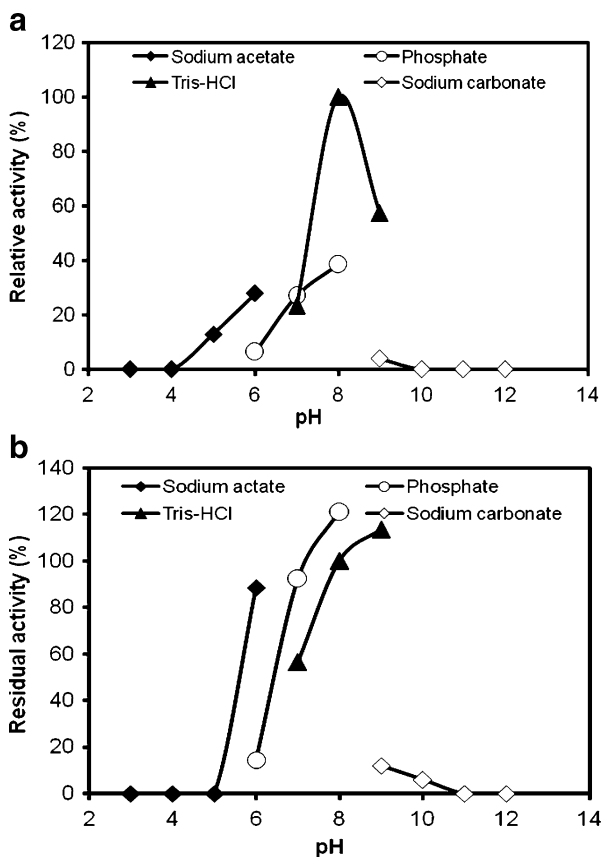 a
120
100
80
60
40
20
0
Relative activity (%)
Sodium acetate
Phosphate
Tris-HCl
Sodium carbonate
2 4 6 8 10 12 14
pH
b
140
120
100
80
60
40
20
0
Residual activity (%)
Sodium actate
Phosphate
Tris-HCl
Sodium carbonate
2 4 6 8 10 12 14
pH